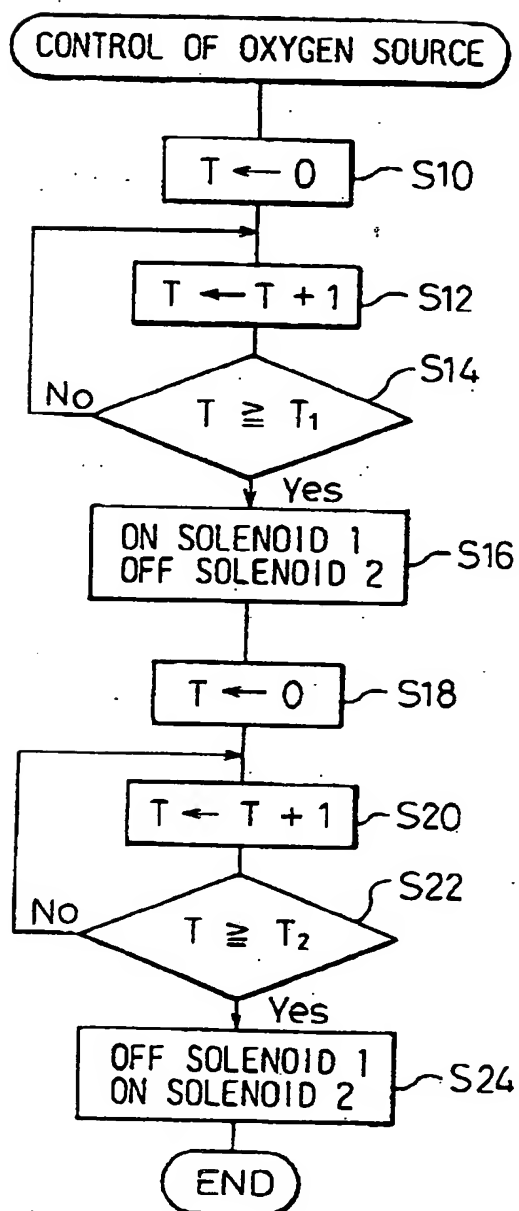 CONTROL OF OXYGEN SOURCE
T ← 0
S10
T ← T + 1
S12
S14
No
T ≧ T₁
Yes
ON SOLENOID 1
OFF SOLENOID 2
S16
T ← 0
S18
T ← T + 1
S20
S22
No
T ≧ T₂
Yes
OFF SOLENOID 1
ON SOLENOID 2
S24
END